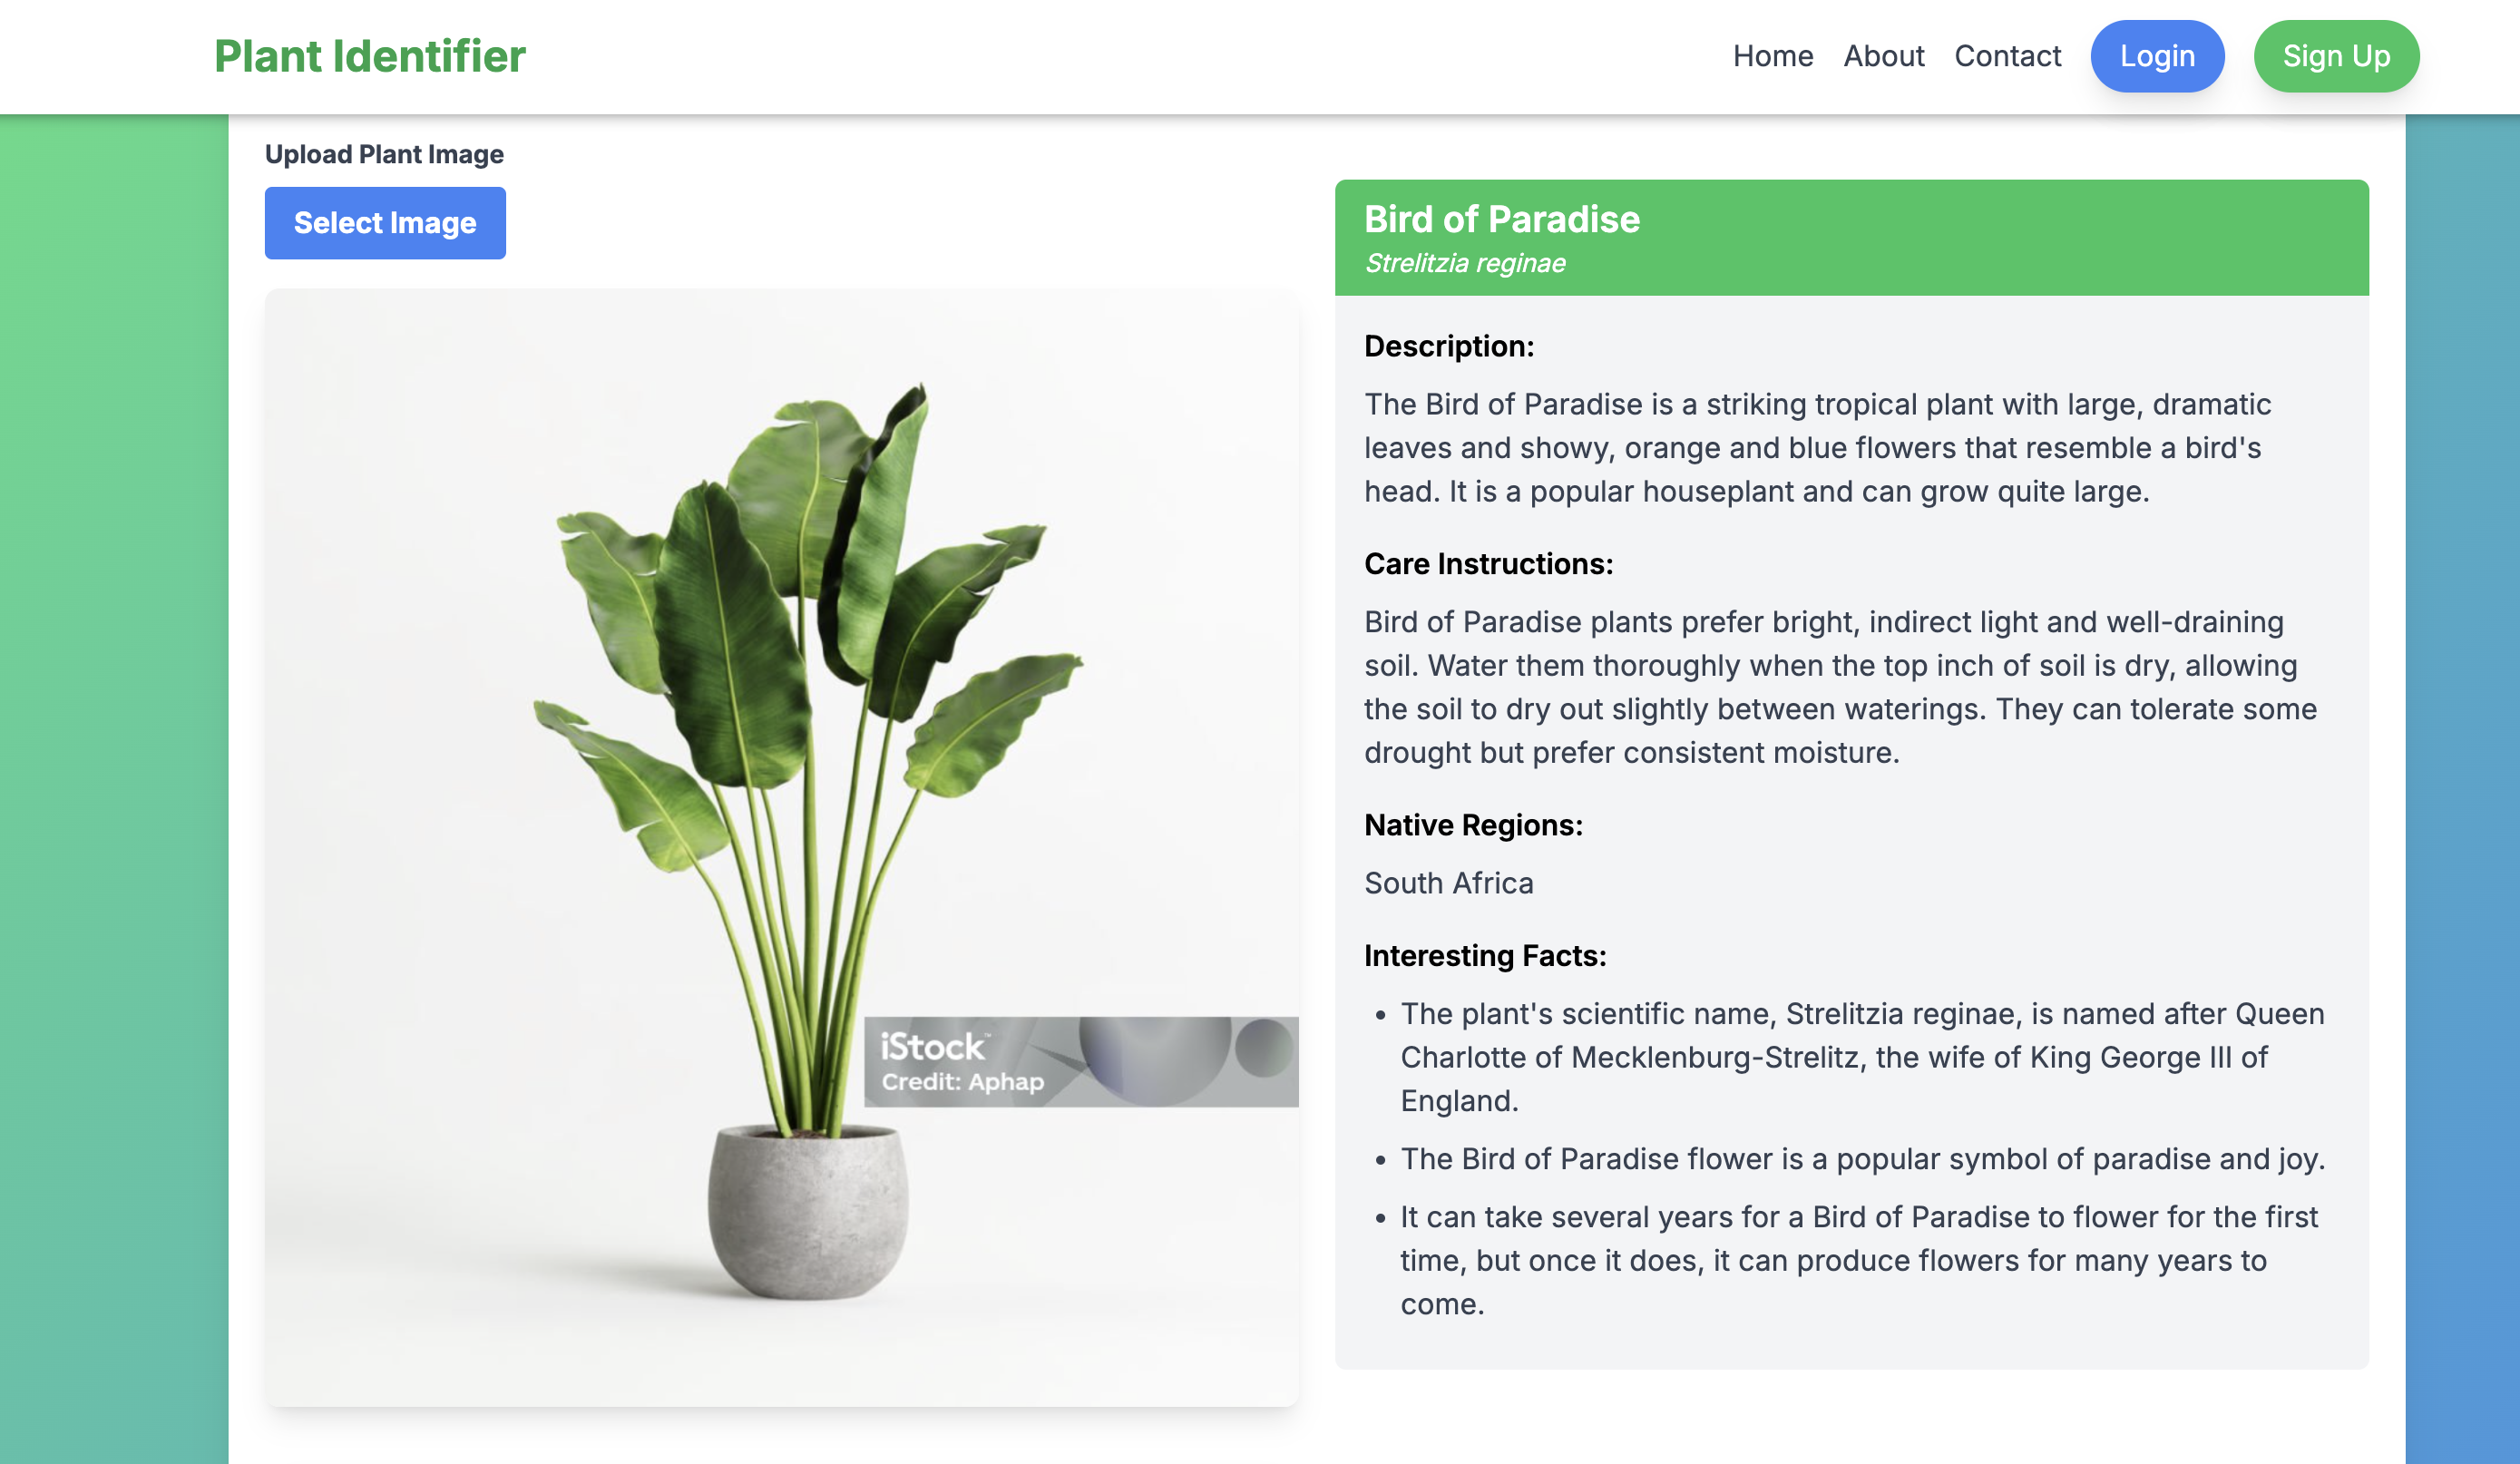 Plant Identifier
Home
About
Contact
Login
Sign Up
Upload Plant Image
Select Image
iStock™
Credit: Aphap
Bird of Paradise
Strelitzia reginae
Description:
The Bird of Paradise is a striking tropical plant with large, dramatic
leaves and showy, orange and blue flowers that resemble a bird's
head. It is a popular houseplant and can grow quite large.
Care Instructions:
Bird of Paradise plants prefer bright, indirect light and well-draining
soil. Water them thoroughly when the top inch of soil is dry, allowing
the soil to dry out slightly between waterings. They can tolerate some
drought but prefer consistent moisture.
Native Regions:
South Africa
Interesting Facts:
• The plant's scientific name, Strelitzia reginae, is named after Queen
Charlotte of Mecklenburg-Strelitz, the wife of King George III of
England.
• The Bird of Paradise flower is a popular symbol of paradise and joy.
• It can take several years for a Bird of Paradise to flower for the first
time, but once it does, it can produce flowers for many years to
come.